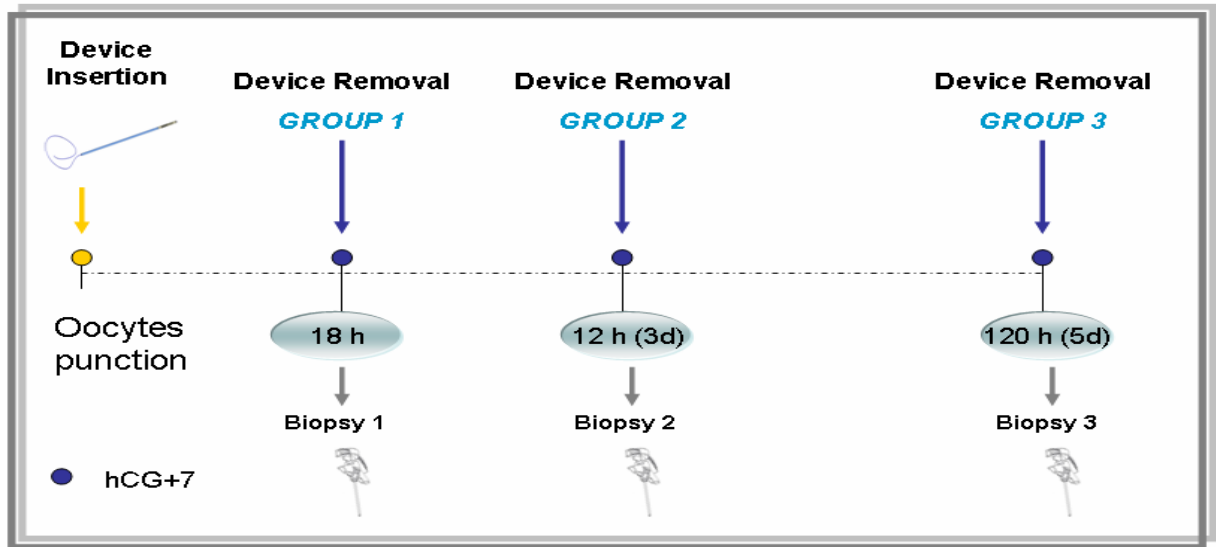 Device
Insertion
Device Removal
GROUP 1
Device Removal
GROUP 2
Device Removal
GROUP 3
Oocytes
punction
18 h
12 h (3d)
120 h (5d)
Biopsy 1
Biopsy 2
Biopsy 3
hCG+7